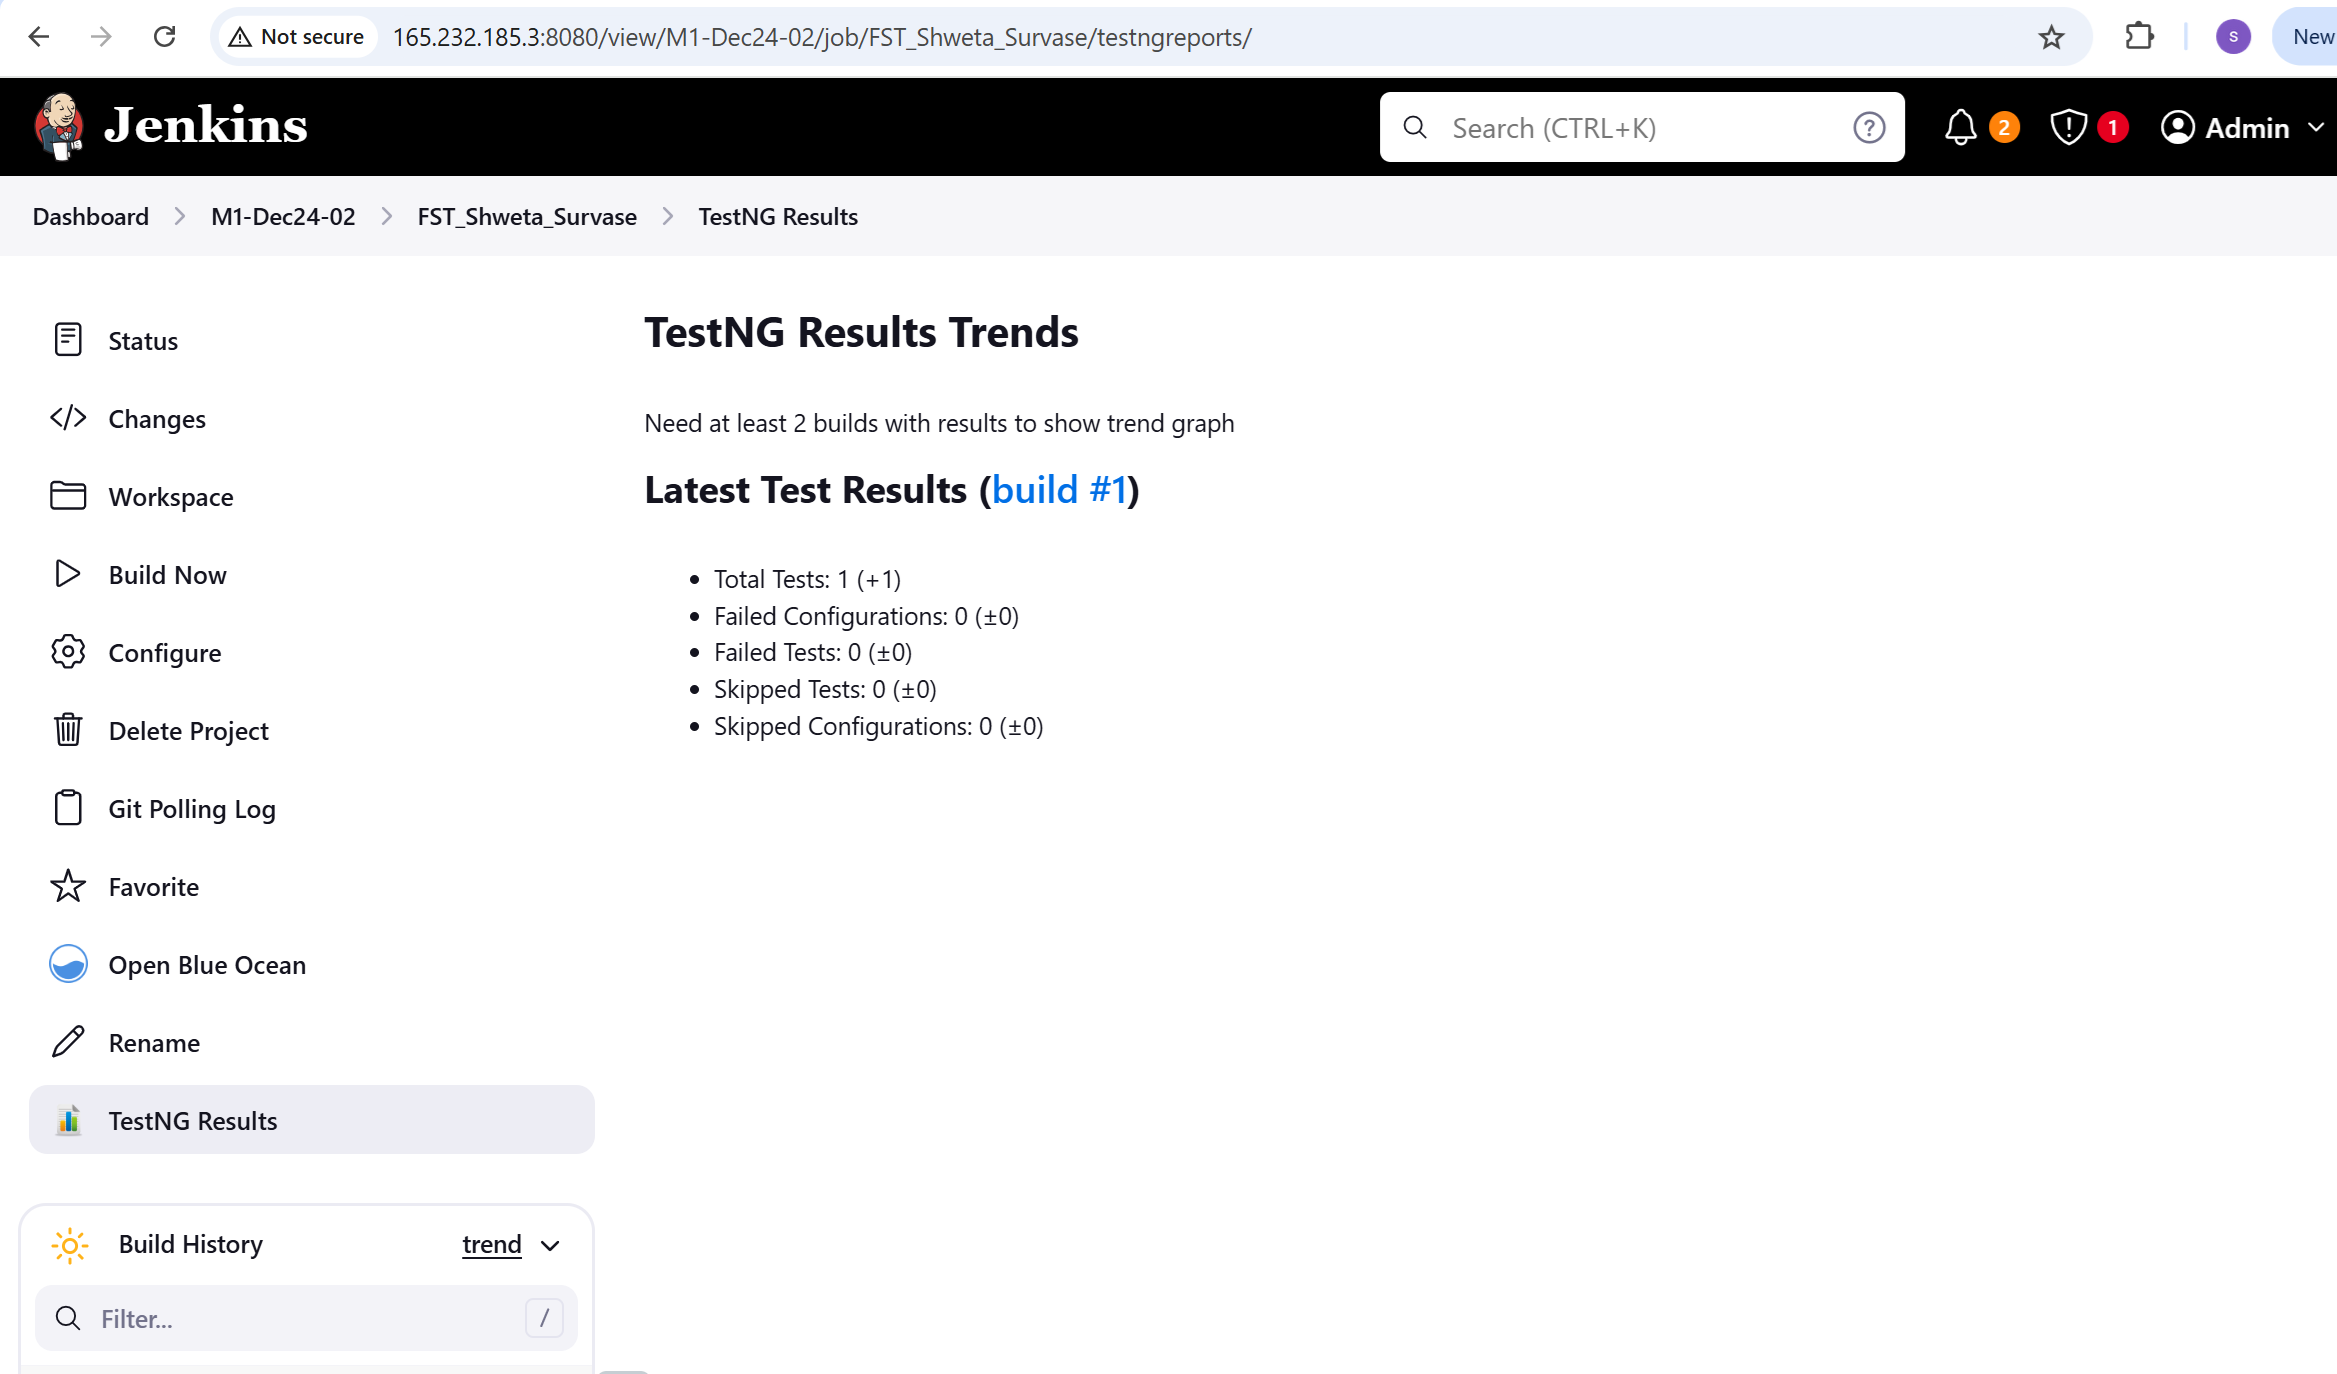 Not secure 165.232.185.3:8080/view/M1-Dec24-02/job/FST_Shweta_Survase/testngreports/ S New
Jenkins Search (CTRL+K) ? 2 1 Admin
Dashboard M1-Dec24-02 FST_Shweta_Survase TestNG Results
Status
Changes
Workspace
Build Now
Configure
Delete Project
Git Polling Log
Favorite
Open Blue Ocean
Rename
TestNG Results
Build History trend
Filter... /
TestNG Results Trends
Need at least 2 builds with results to show trend graph
Latest Test Results (build #1)
• Total Tests: 1 (+1)
• Failed Configurations: 0 (±0)
• Failed Tests: 0 (±0)
• Skipped Tests: 0 (±0)
• Skipped Configurations: 0 (±0)